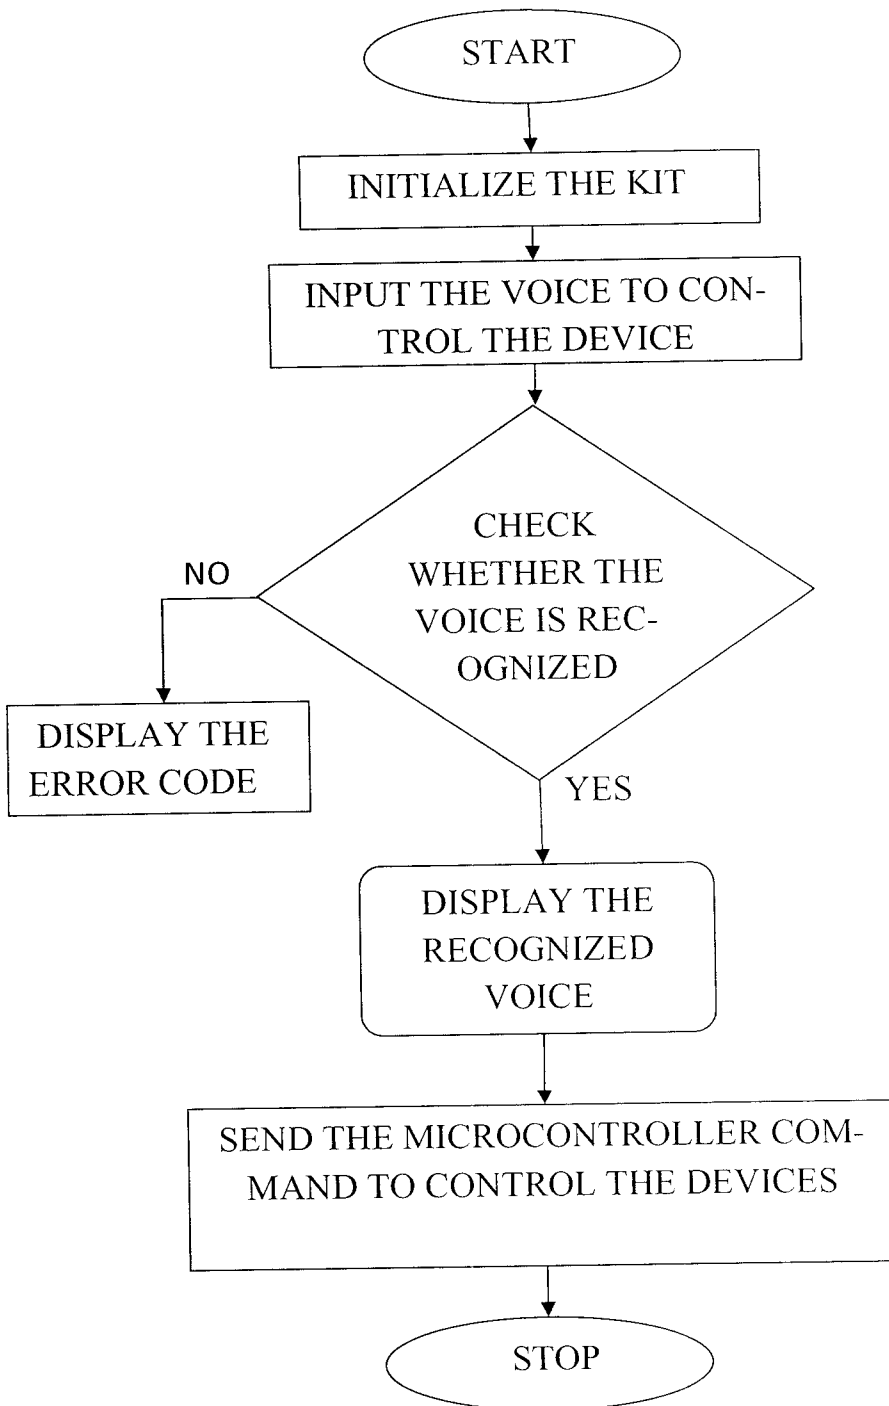 START
INITIALIZE THE KIT
INPUT THE VOICE TO CON-
TROL THE DEVICE
CHECK
WHETHER THE
VOICE IS REC-
OGNIZED
NO
DISPLAY THE
ERROR CODE
YES
DISPLAY THE
RECOGNIZED
VOICE
SEND THE MICROCONTROLLER COM-
MAND TO CONTROL THE DEVICES
STOP